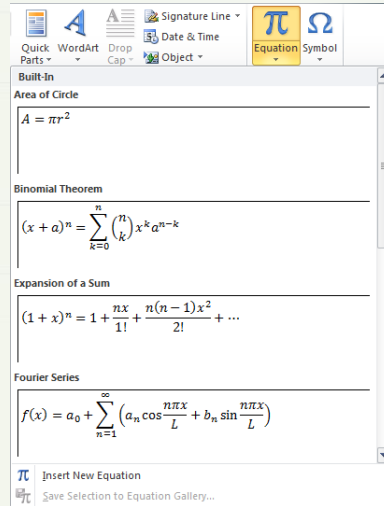 Quick Parts WordArt Drop Cap Signature Line
Date & Time
Object
Equation Symbol
Built-In
Area of Circle
A = πr²
Binomial Theorem
(x + a)ⁿ = ∑ₖ₌₀ⁿ (n k) xᵏaⁿ⁻ᵏ
Expansion of a Sum
(1 + x)ⁿ = 1 + nx/1! + n(n − 1)x²/2! + ⋯
Fourier Series
f(x) = a₀ + ∑ₙ₌₁^∞ (aₙ cos nπx/L + bₙ sin nπx/L)
Insert New Equation
Save Selection to Equation Gallery...